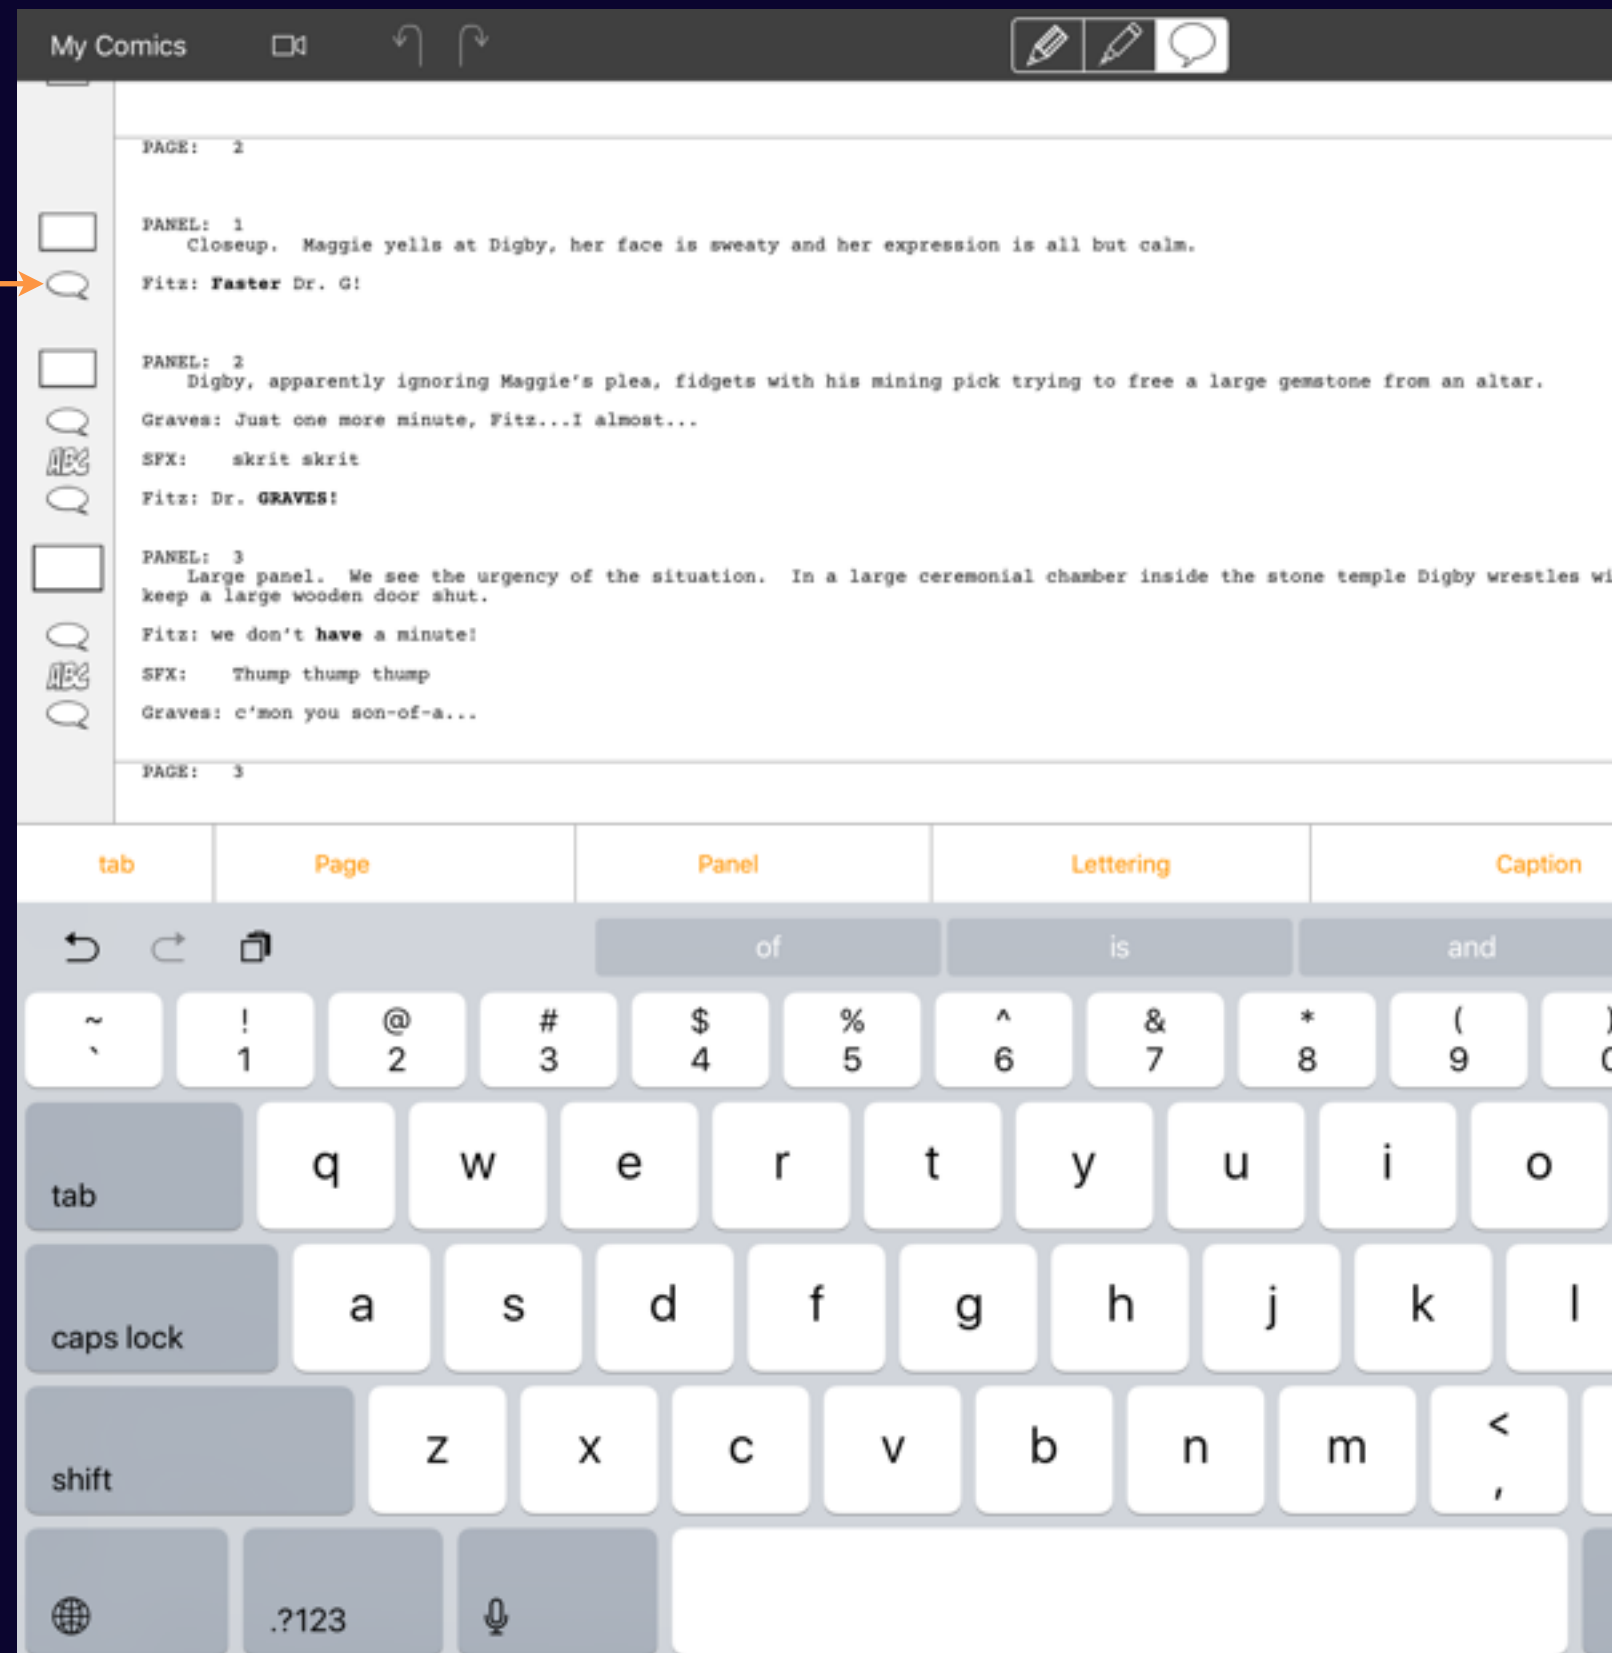 My Comics
PAGE: 2
PANEL: 1
Closeup. Maggie yells at Digby, her face is sweaty and her expression is all but calm.
Fitz: Faster Dr. G!
PANEL: 2
Digby, apparently ignoring Maggie's plea, fidgets with his mining pick trying to free a large gemstone from an altar.
Graves: Just one more minute, Fitz...I almost...
ABC
SFX: skrit skrit
Fitz: Dr. GRAVES!
PANEL: 3
Large panel. We see the urgency of the situation. In a large ceremonial chamber inside the stone temple Digby wrestles wi
keep a large wooden door shut.
Fitz: we don't have a minute!
ABC
SFX: Thump thump thump
Graves: c'mon you son-of-a...
PAGE: 3
tab Page Panel Lettering Caption
of is and
~ ! @ # $ % ^ & * ( )
` 1 2 3 4 5 6 7 8 9 0
tab q w e r t y u i o
caps lock a s d f g h j k l
shift z x c v b n m < ,
.?123